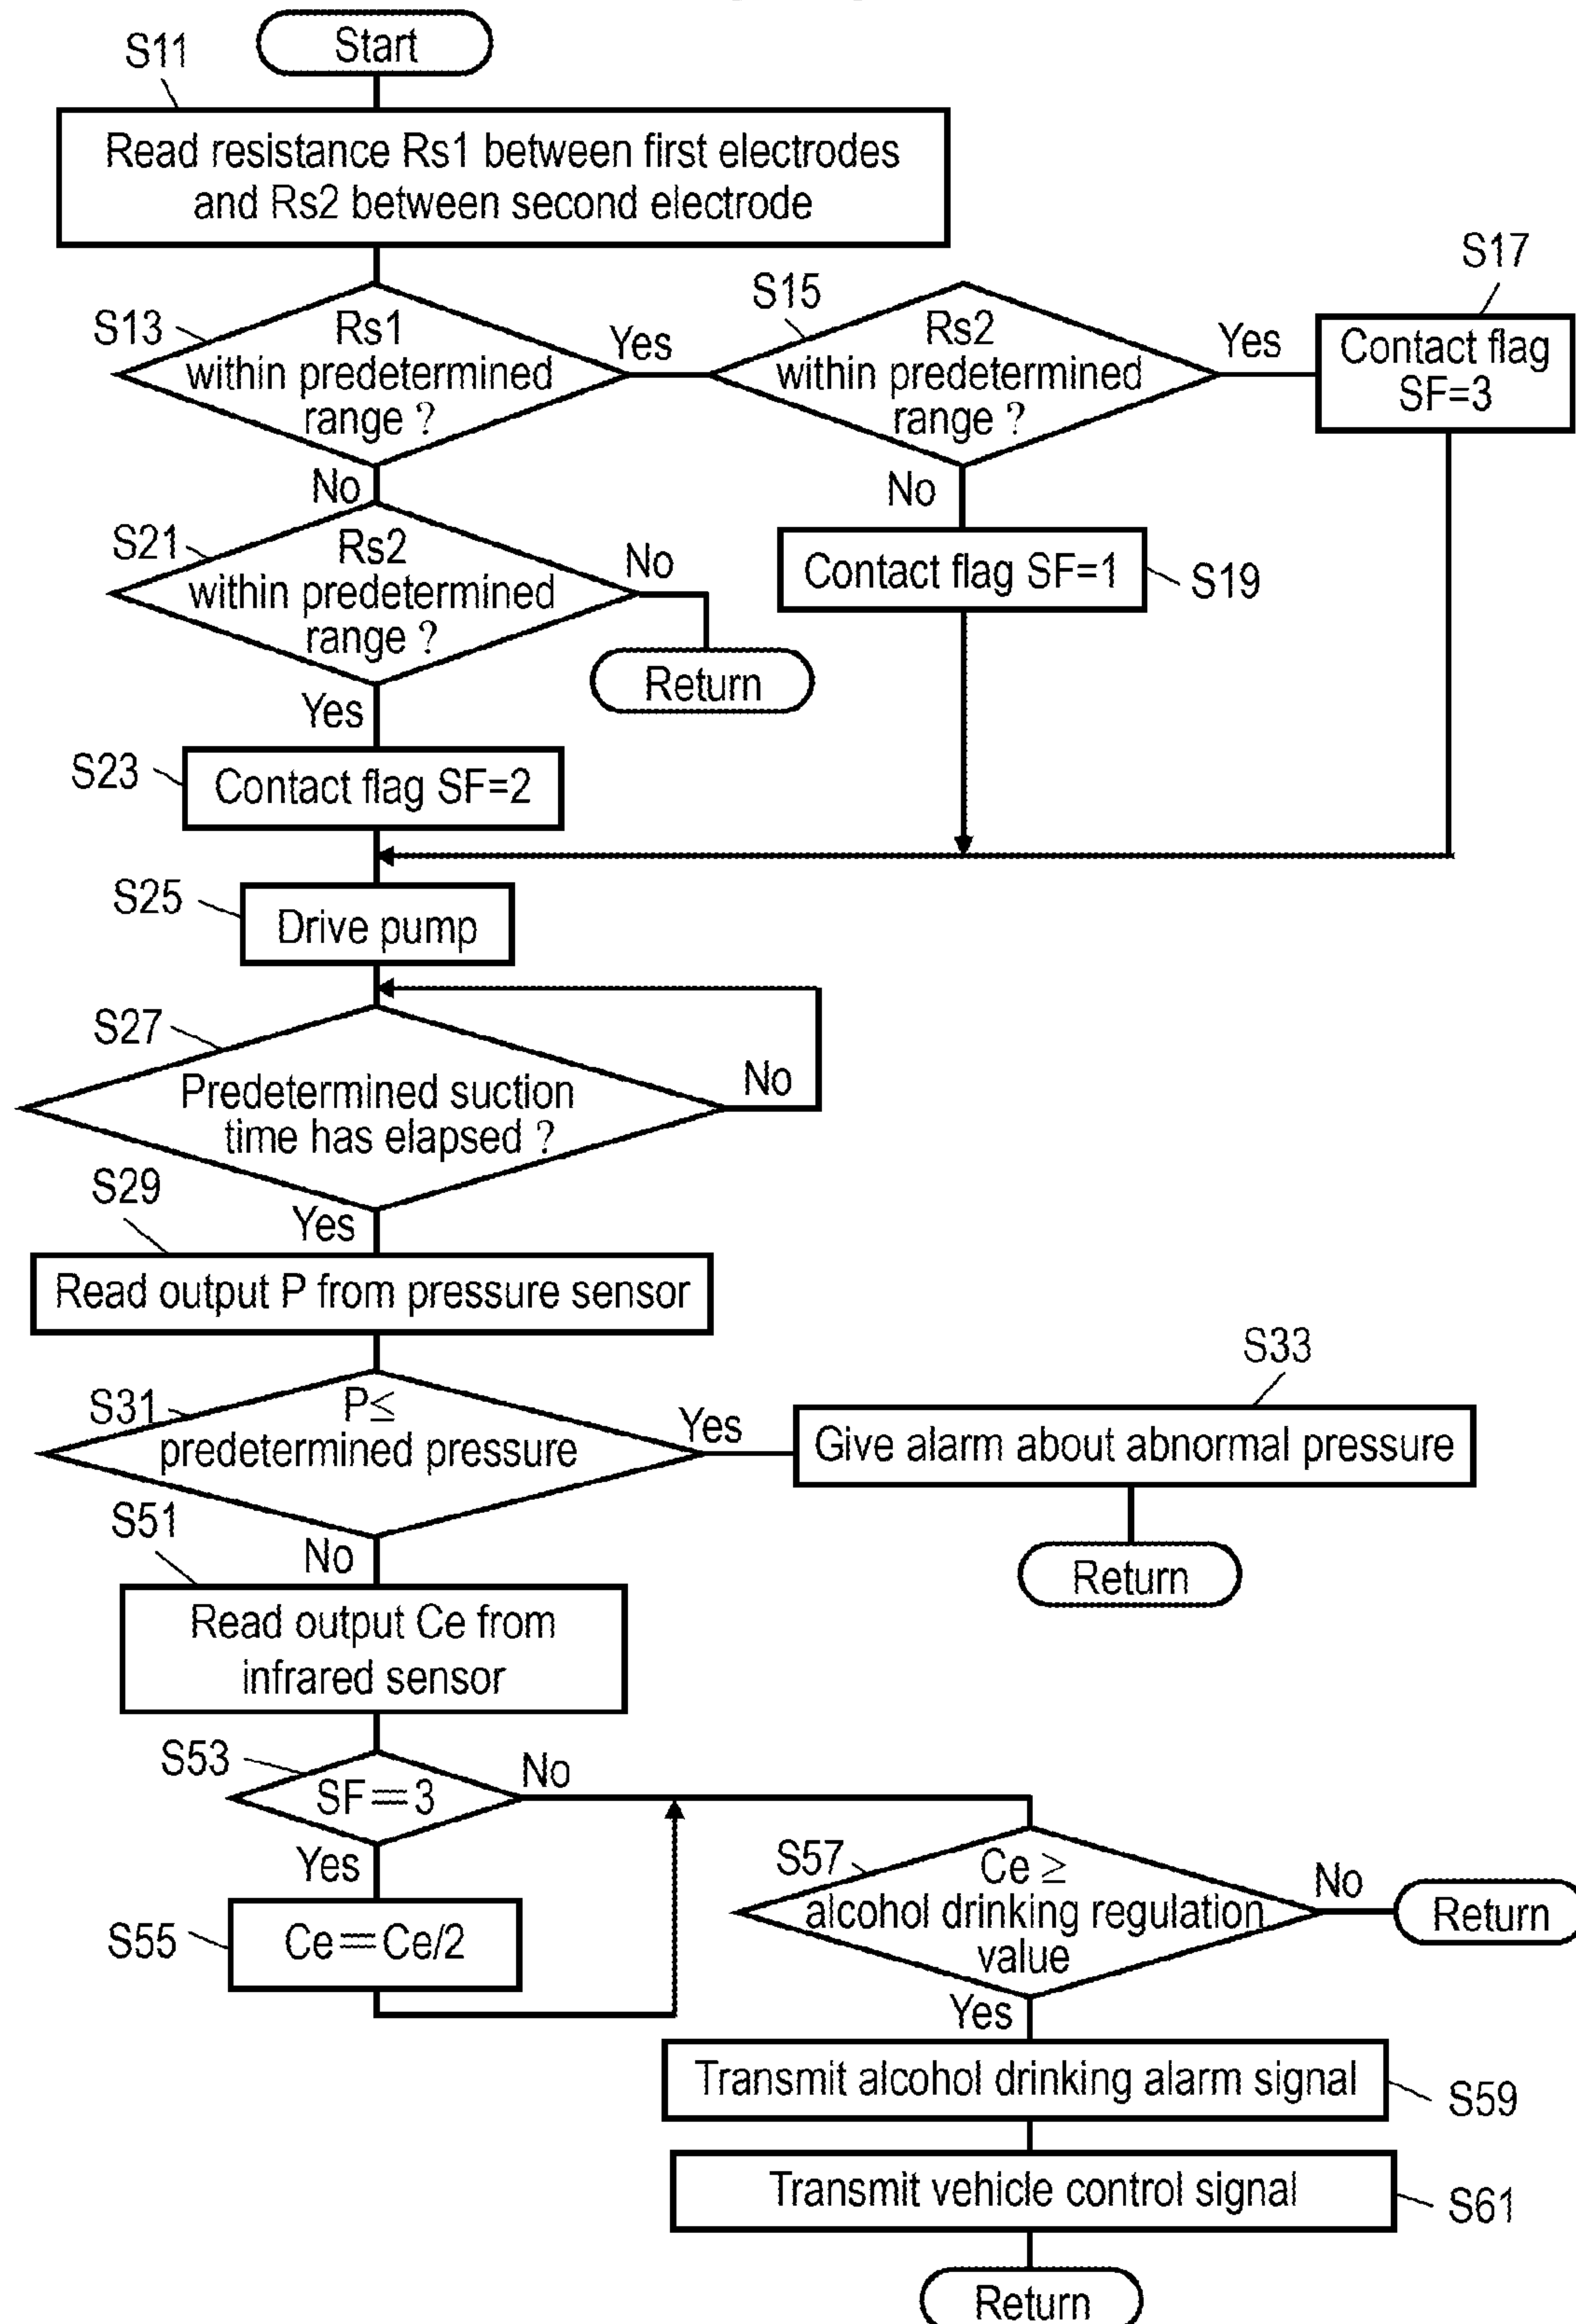 Start
S11
Read resistance Rs1 between first electrodes
and Rs2 between second electrode
S13
Rs1
within predetermined
range ?
Yes
No
S15
Rs2
within predetermined
range ?
Yes
No
S17
Contact flag
SF=3
Contact flag SF=1
S19
S21
Rs2
within predetermined
range ?
No
Return
Yes
S23
Contact flag SF=2
S25
Drive pump
S27
Predetermined suction
time has elapsed ?
No
Yes
S29
Read output P from pressure sensor
S31
P≤
predetermined pressure
Yes
No
S33
Give alarm about abnormal pressure
Return
S51
Read output Ce from
infrared sensor
S53
SF=3
No
Yes
S55
Ce=Ce/2
S57
Ce ≥
alcohol drinking regulation
value
No
Return
Yes
Transmit alcohol drinking alarm signal
S59
Transmit vehicle control signal
S61
Return